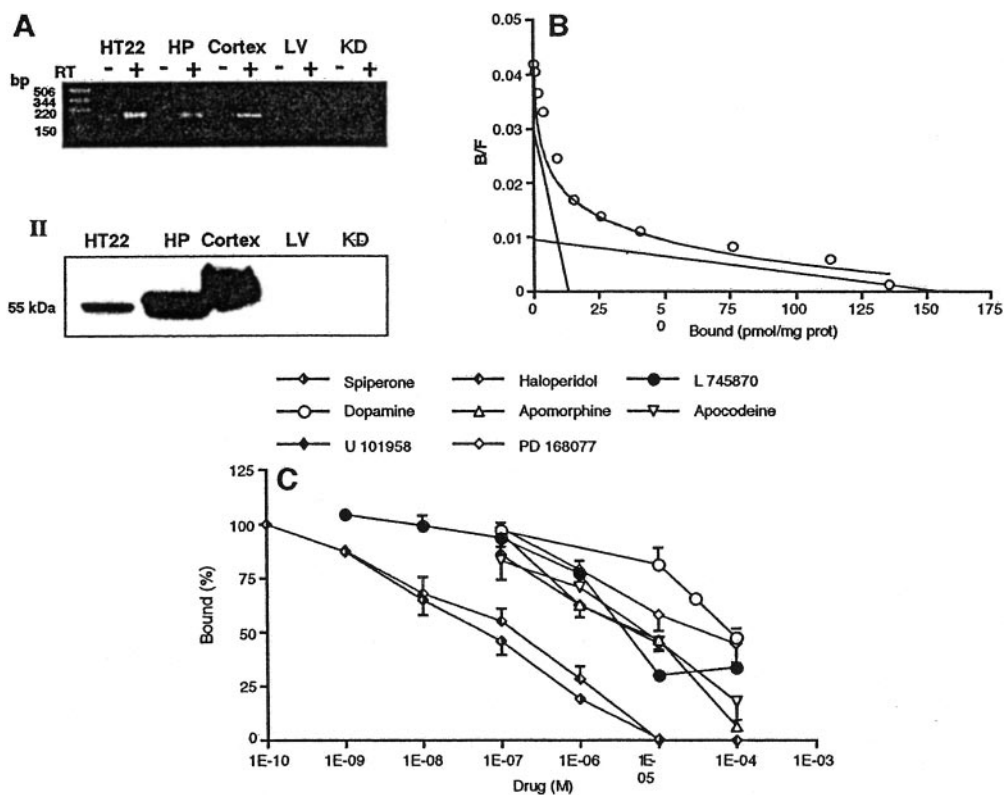 A
HT22 HP Cortex LV KD
RT - + - + - + - + - +
bp
506
344
220
150
II
HT22 HP Cortex LV KD
55 kDa
B
B/F
0.05
0.04
0.03
0.02
0.01
0
0 25 5
0 75 100 125 150 175
Bound (pmol/mg prot)
Spiperone Haloperidol L 745870
Dopamine Apomorphine Apocodeine
U 101958 PD 168077
C
Bound (%)
125
100
75
50
25
0
1E-10 1E-09 1E-08 1E-07 1E-06 1E-
05 1E-04 1E-03
Drug (M)